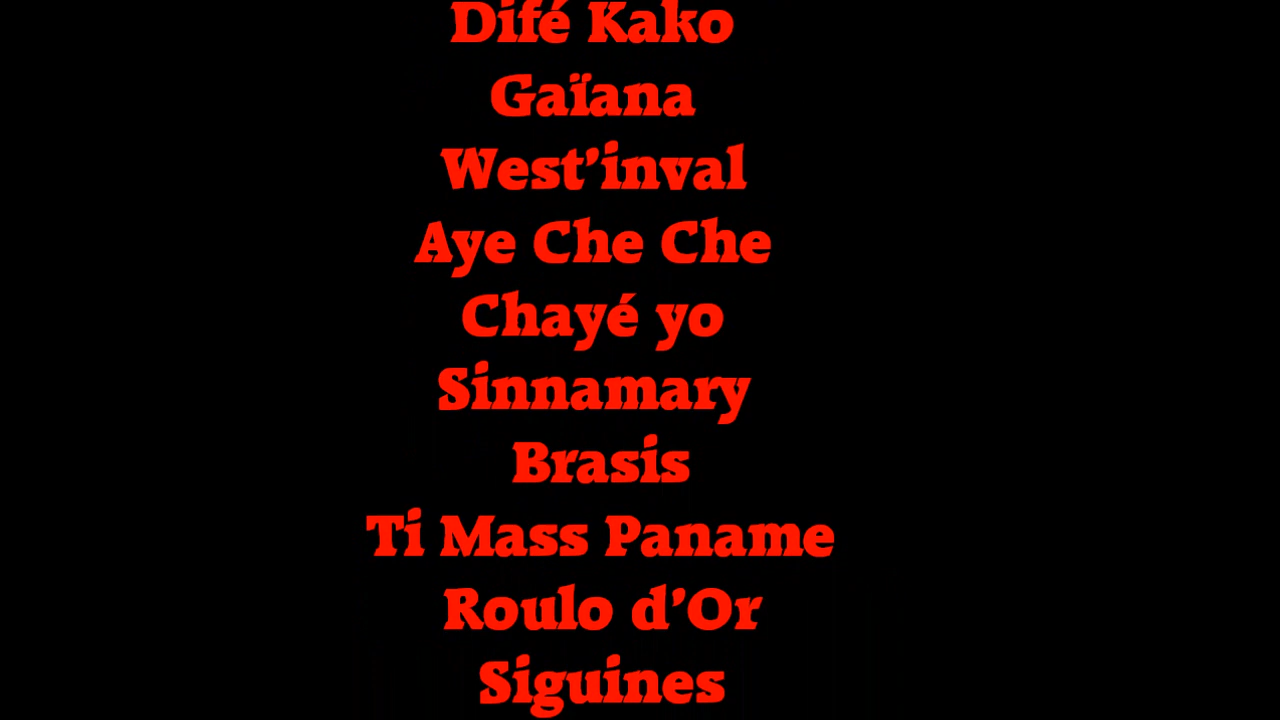 Difé Kako
Gaïana
West’inval
Aye Che Che
Chayé yo
Sinnamary
Brasis
Ti Mass Paname
Roulo d’Or
Siguines